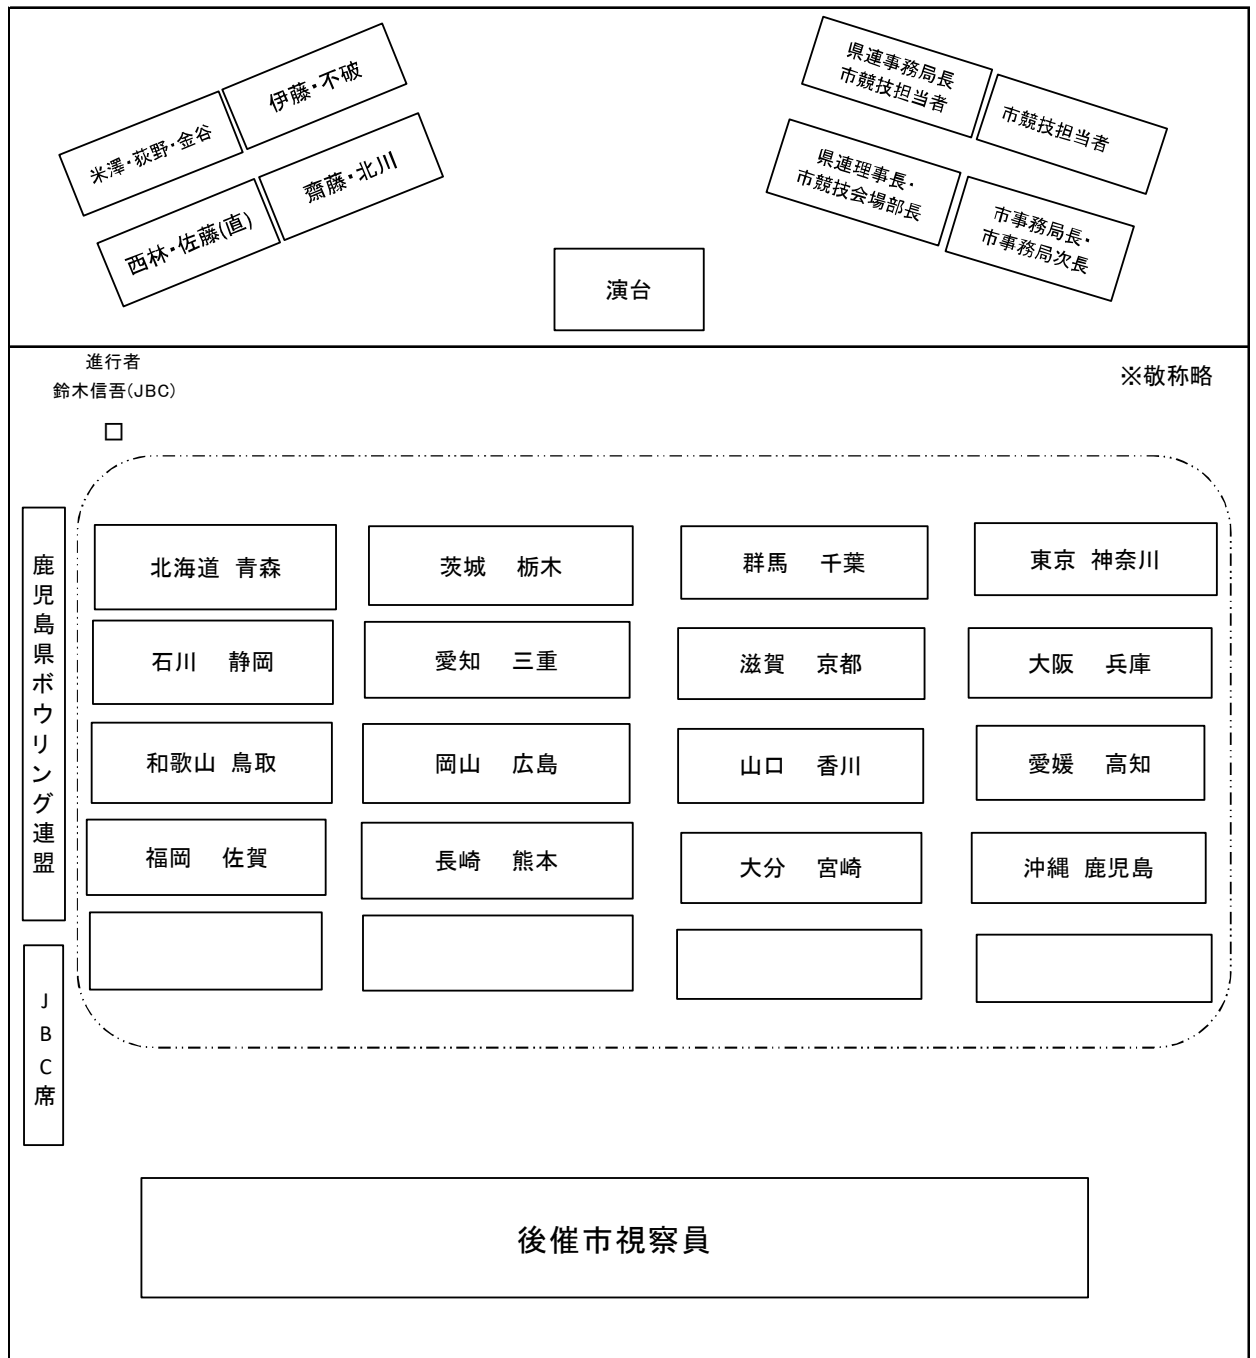 伊藤・不破
米澤・荻野・金谷
齋藤・北川
西林・佐藤(直)
県連事務局長
市競技担当者
市競技担当者
県連理事長・
市競技会場部長
市事務局長・
市事務局次長
演台
進行者
鈴木信吾(JBC)
※敬称略
鹿児島県ボウリング連盟
北海道 青森
茨城 栃木
群馬 千葉
東京 神奈川
石川 静岡
愛知 三重
滋賀 京都
大阪 兵庫
和歌山 鳥取
岡山 広島
山口 香川
愛媛 高知
福岡 佐賀
長崎 熊本
大分 宮崎
沖縄 鹿児島
JBC席
後催市視察員